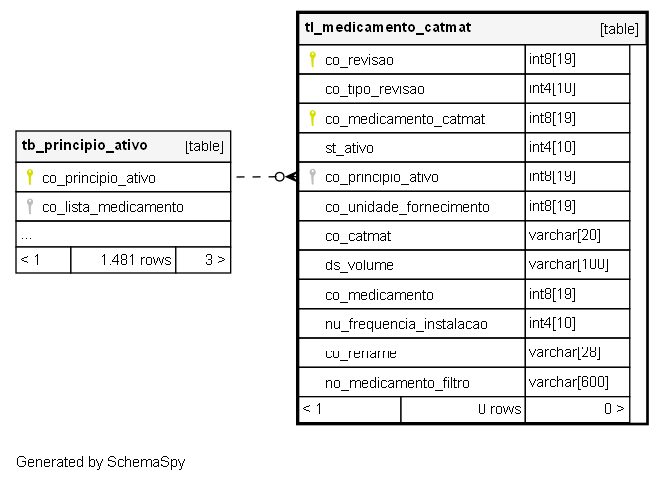 tl_medicamento_catmat [table]
co_revisao int8[19]
co_tipo_revisao int4[10]
co_medicamento_catmat int8[19]
st_ativo int4[10]
co_principio_ativo int8[19]
co_unidade_fornecimento int8[19]
co_catmat varchar[20]
ds_volume varchar[100]
co_medicamento int8[19]
nu_frequencia_instalacao int4[10]
co_rename varchar[28]
no_medicamento_filtro varchar[600]
< 1 0 rows 0 >
tb_principio_ativo [table]
co_principio_ativo
co_lista_medicamento
...
< 1 1.481 rows 3 >
Generated by SchemaSpy